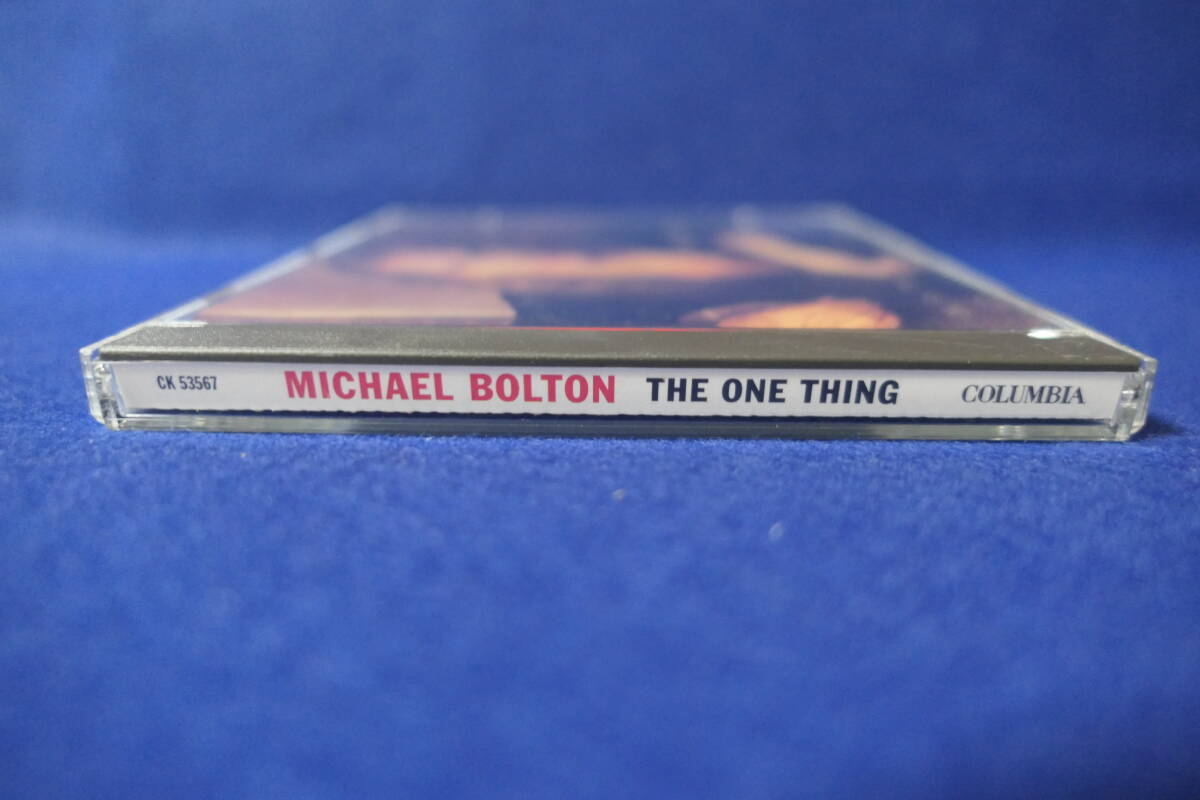 CK 53567 MICHAEL BOLTON THE ONE THING COLUMBIA